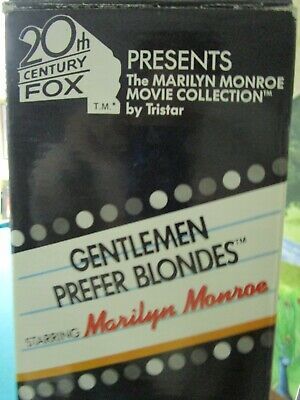 20th
CENTURY
FOX
T.M.*
PRESENTS
The MARILYN MONROE
MOVIE COLLECTION™
by Tristar
GENTLEMEN
PREFER BLONDES™
STARRING Marilyn Monroe